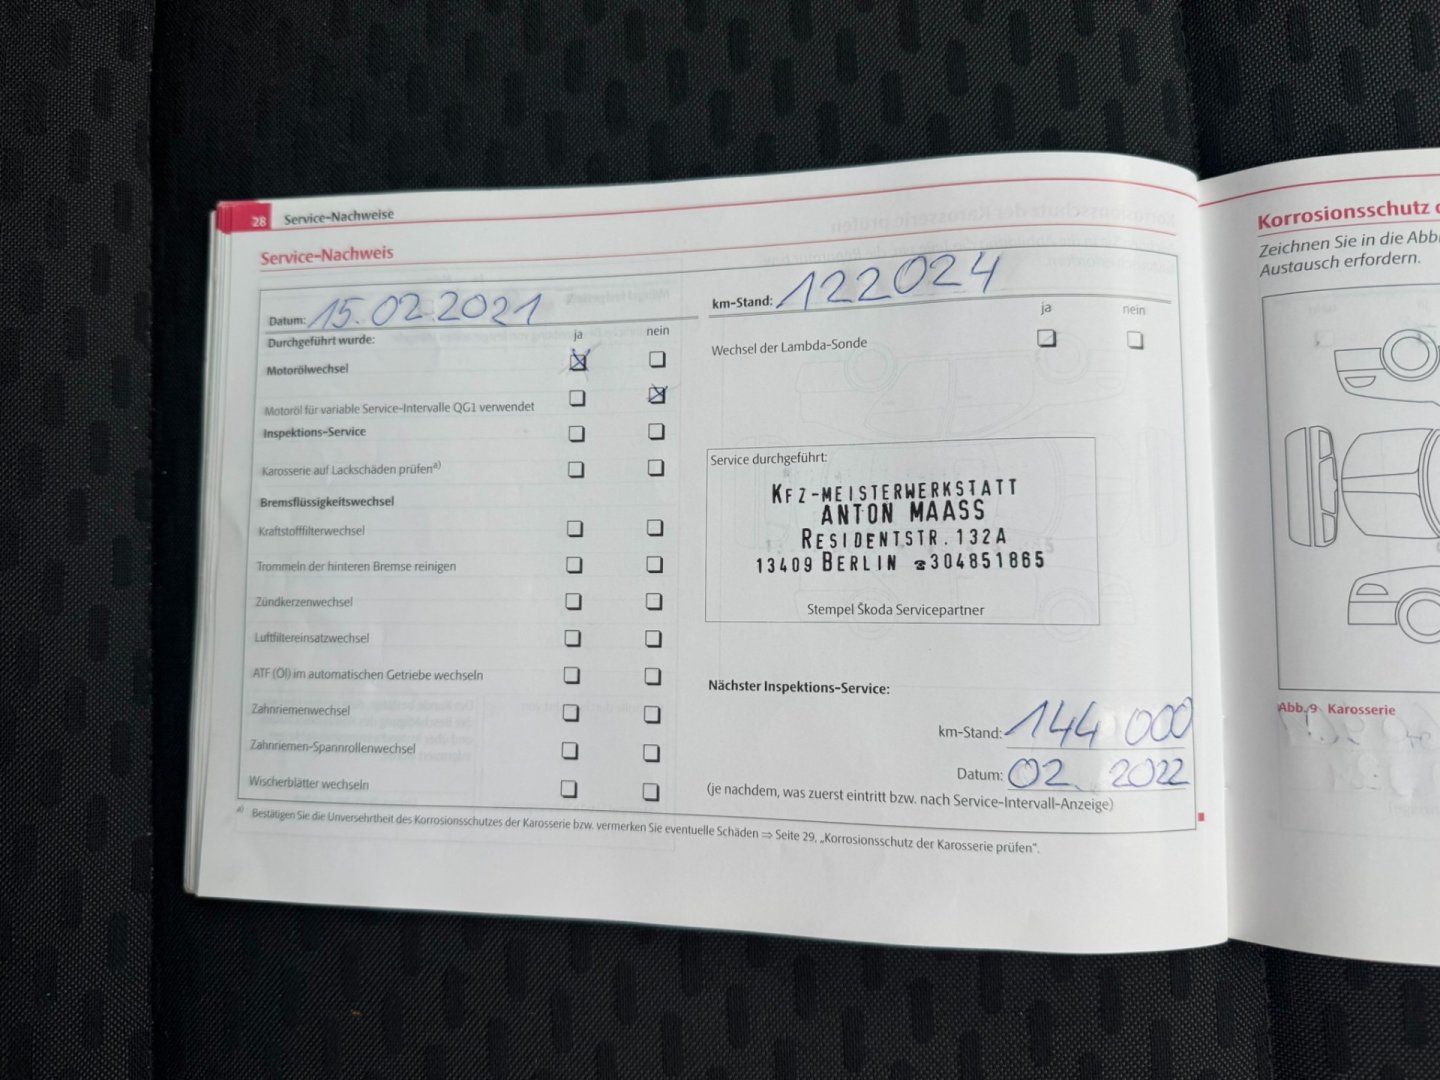 28 Service-Nachweise
Service-Nachweis
Datum: 15.02.2021
km-Stand: 122024
Durchgeführt wurde:
ja nein
Motorölwechsel
Motoröl für variable Service-Intervalle QG1 verwendet
Inspektions-Service
Karosserie auf Lackschäden prüfen a)
Bremsflüssigkeitswechsel
Kraftstofffilterwechsel
Trommeln der hinteren Bremse reinigen
Zündkerzenwechsel
Luftfiltereinsatzwechsel
ATF (Öl) im automatischen Getriebe wechseln
Zahnriemenwechsel
Zahnriemen-Spannrollenwechsel
Wischerblätter wechseln
ja nein
Wechsel der Lambda-Sonde
Service durchgeführt:
KFZ-MEISTERWERKSTATT
ANTON MAASS
RESIDENTSTR. 132A
13409 BERLIN ☎304851865
Stempel Škoda Servicepartner
Nächster Inspektions-Service:
km-Stand: 144 000
Datum: 02. 2022
(je nachdem, was zuerst eintritt bzw. nach Service-Intervall-Anzeige)
a) Bestätigen Sie die Unversehrtheit des Korrosionsschutzes der Karosserie bzw. vermerken Sie eventuelle Schäden ⇒ Seite 29, „Korrosionsschutz der Karosserie prüfen“.
Korrosionsschutz
Zeichnen Sie in die
Austausch erfordern.
Abb. 9 Karosserie